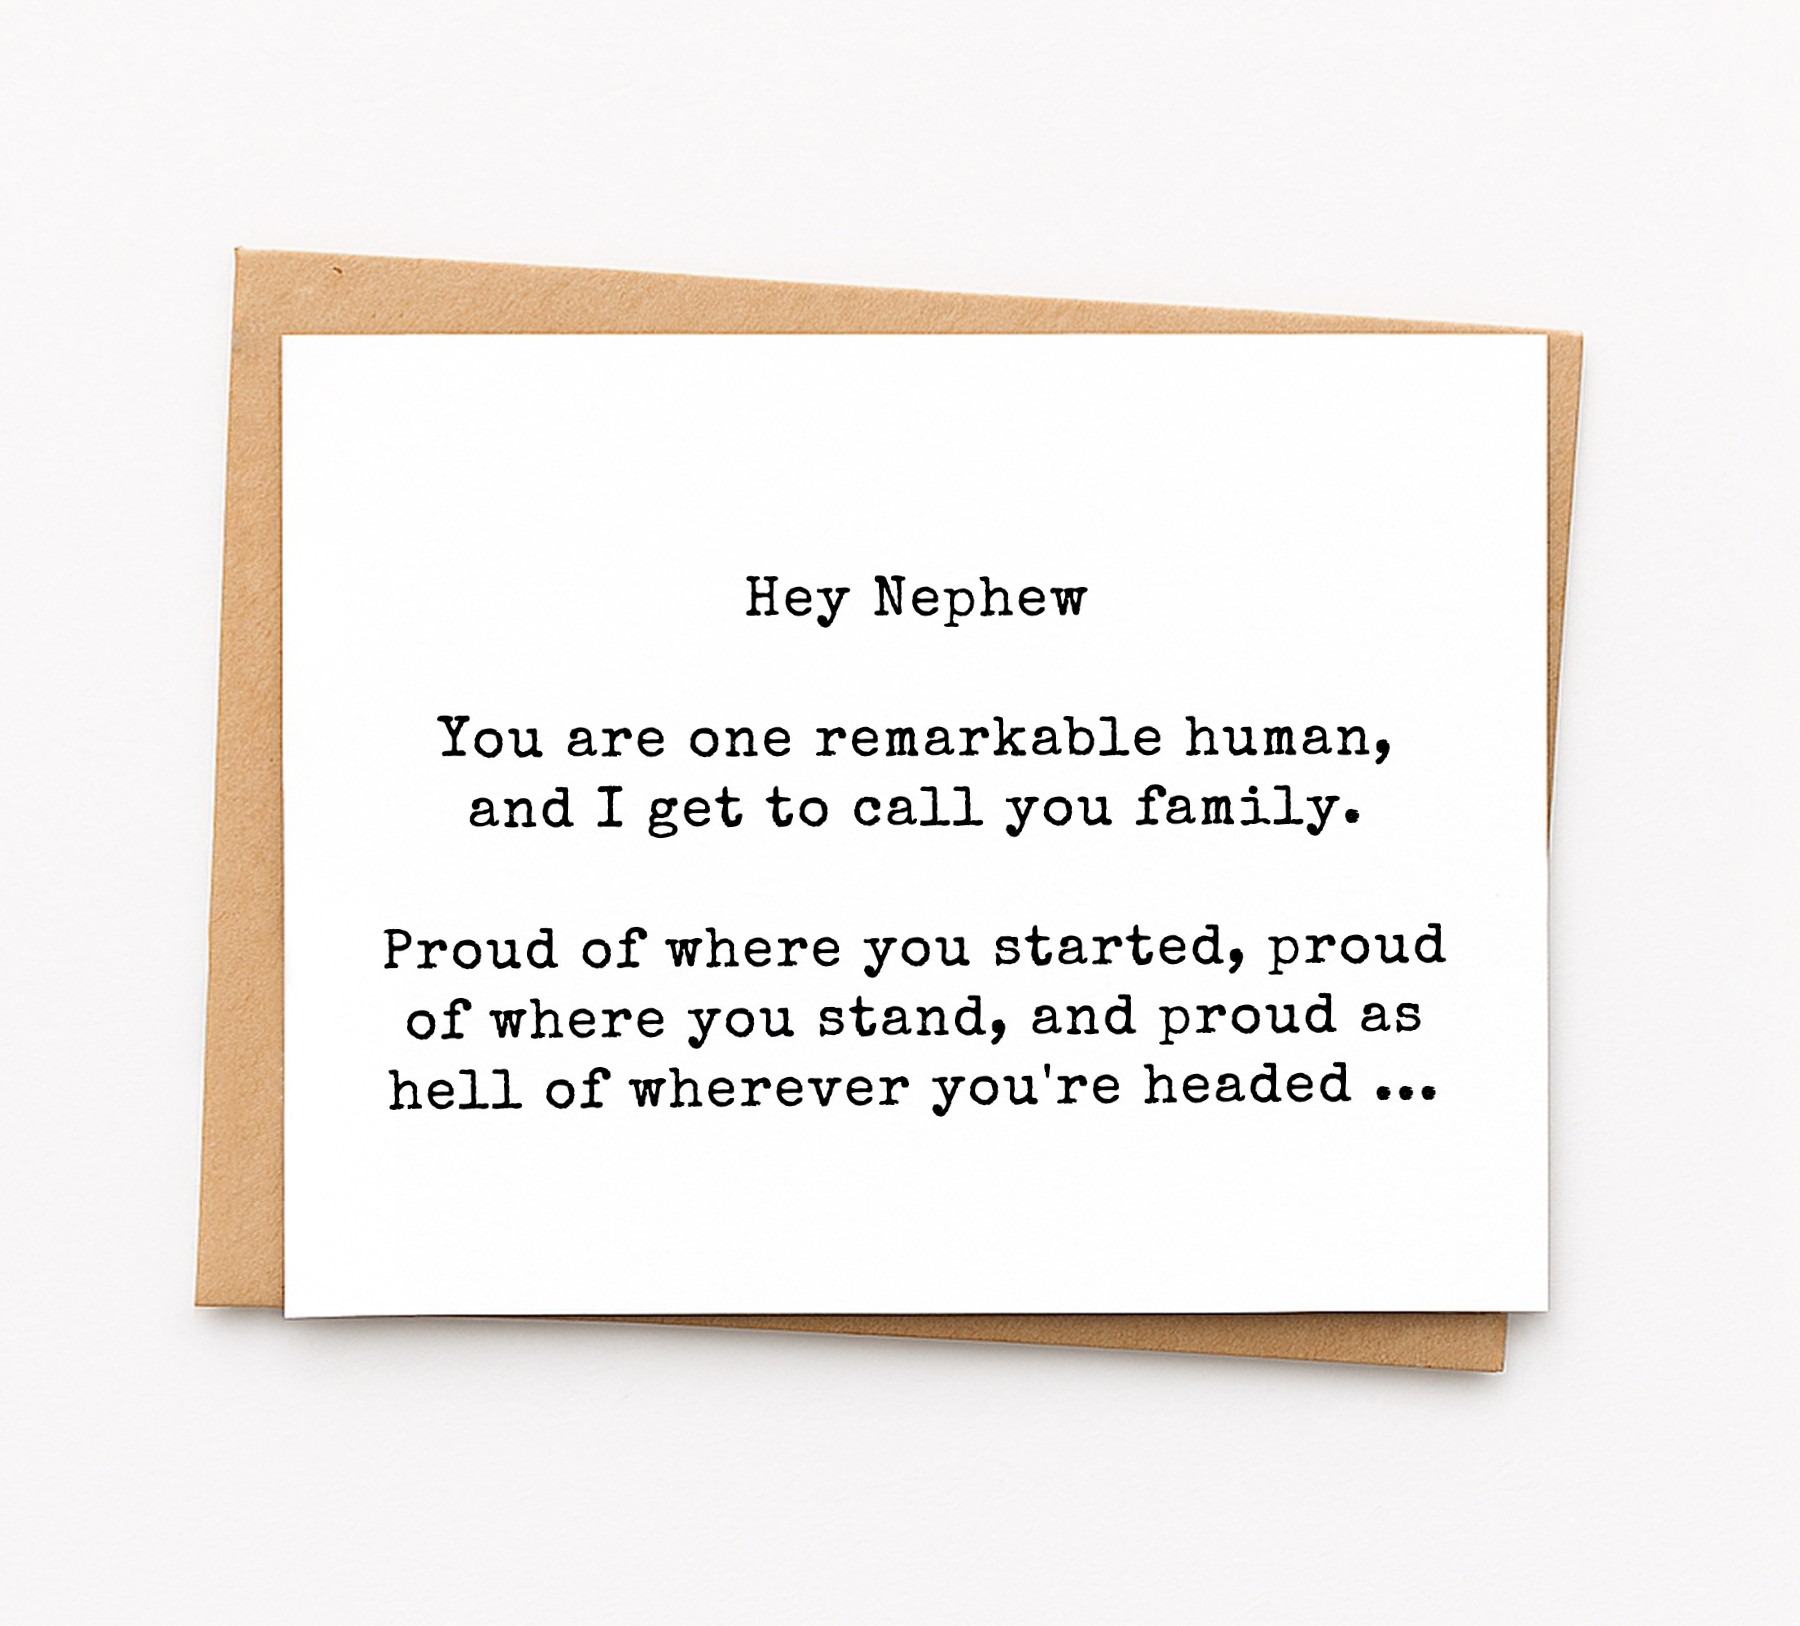 Hey Nephew
You are one remarkable human,
and I get to call you family.
Proud of where you started, proud
of where you stand, and proud as
hell of wherever you're headed ...